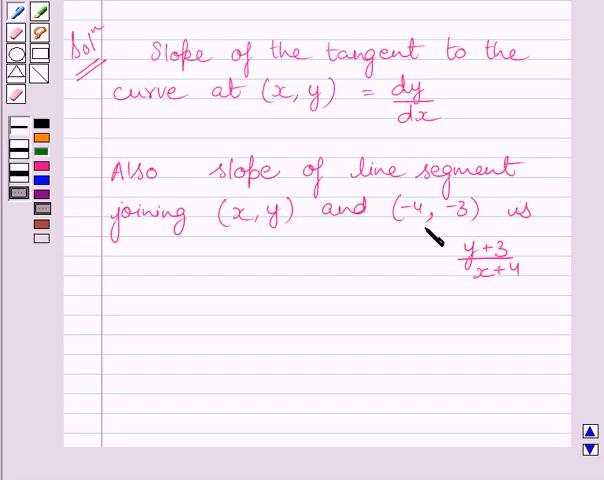 Solⁿ
Slope of the tangent to the
curve at (x, y) = dy/dx
Also slope of line segment
joining (x, y) and (-4, -3) is
y+3/x+4